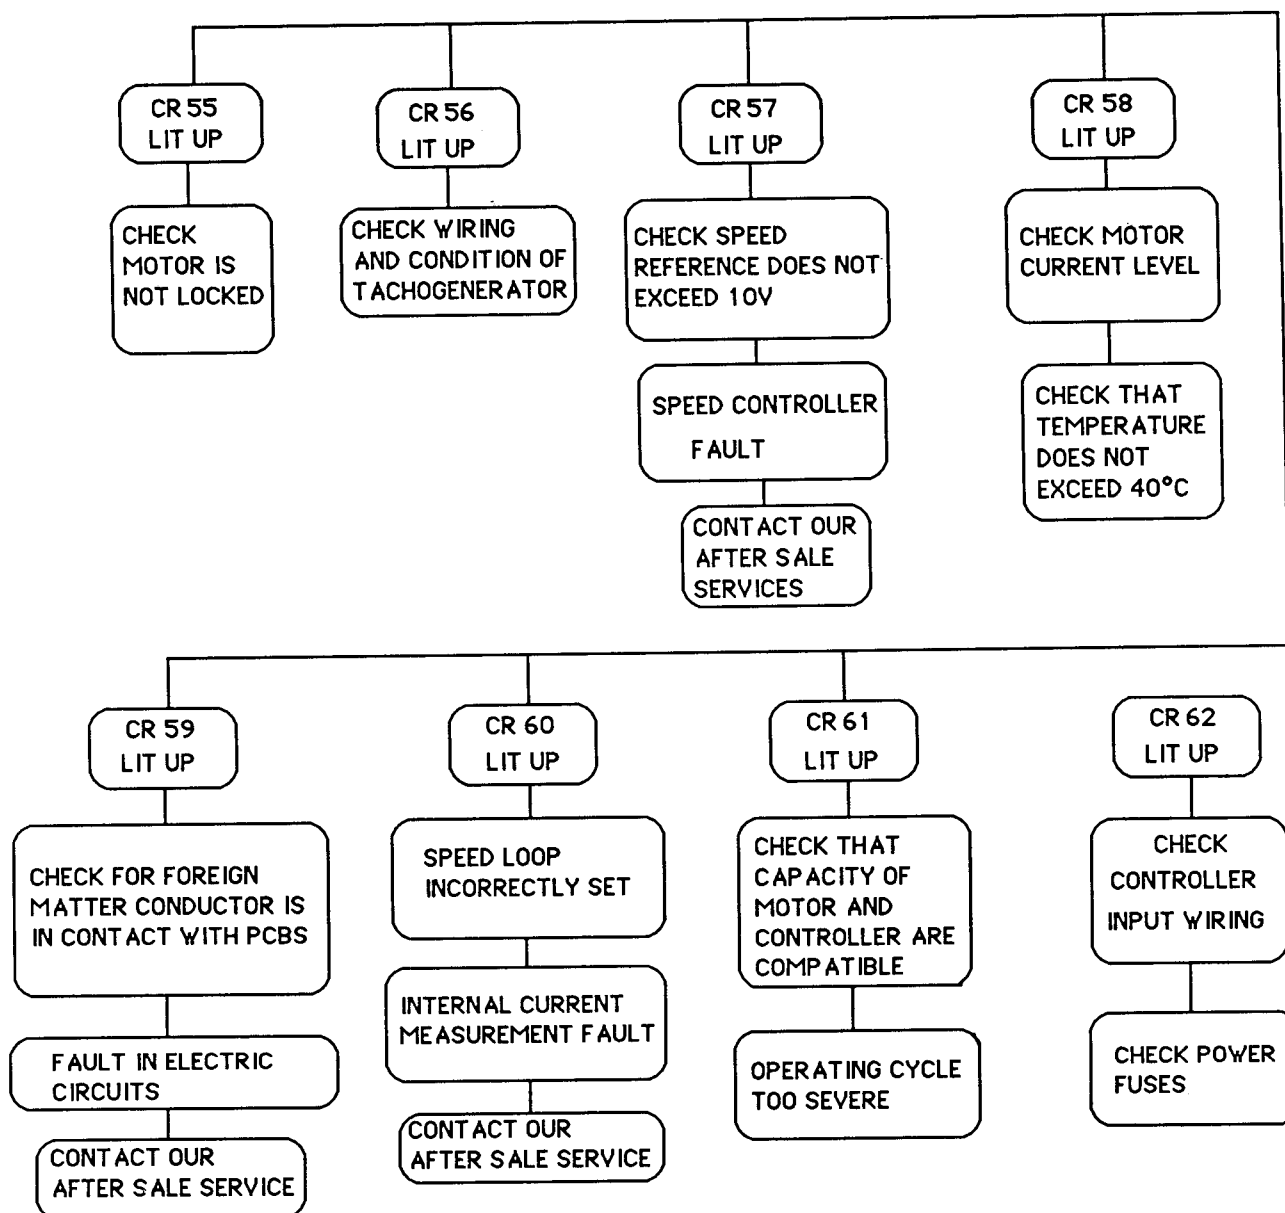 CR 55
LIT UP
CHECK
MOTOR IS
NOT LOCKED
CR 56
LIT UP
CHECK WIRING
AND CONDITION OF
TACHOGENERATOR
CR 57
LIT UP
CHECK SPEED
REFERENCE DOES NOT
EXCEED 10V
SPEED CONTROLLER
FAULT
CONTACT OUR
AFTER SALE
SERVICES
CR 58
LIT UP
CHECK MOTOR
CURRENT LEVEL
CHECK THAT
TEMPERATURE
DOES NOT
EXCEED 40°C
CR 59
LIT UP
CHECK FOR FOREIGN
MATTER CONDUCTOR IS
IN CONTACT WITH PCBS
FAULT IN ELECTRIC
CIRCUITS
CONTACT OUR
AFTER SALE SERVICE
CR 60
LIT UP
SPEED LOOP
INCORRECTLY SET
INTERNAL CURRENT
MEASUREMENT FAULT
CONTACT OUR
AFTER SALE SERVICE
CR 61
LIT UP
CHECK THAT
CAPACITY OF
MOTOR AND
CONTROLLER ARE
COMPATIBLE
OPERATING CYCLE
TOO SEVERE
CR 62
LIT UP
CHECK
CONTROLLER
INPUT WIRING
CHECK POWER
FUSES